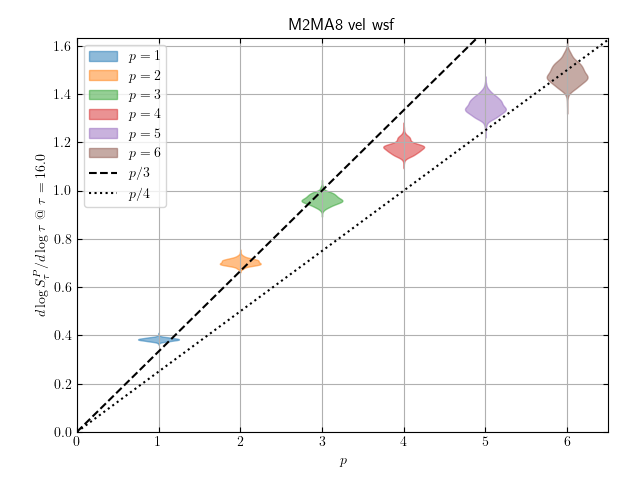 M2MA8 vel wsf
d log S_τ^P / d log τ @ τ = 16.0
1.6
1.4
1.2
1.0
0.8
0.6
0.4
0.2
0.0
p = 1
p = 2
p = 3
p = 4
p = 5
p = 6
p/3
p/4
0 1 2 3 4 5 6
p